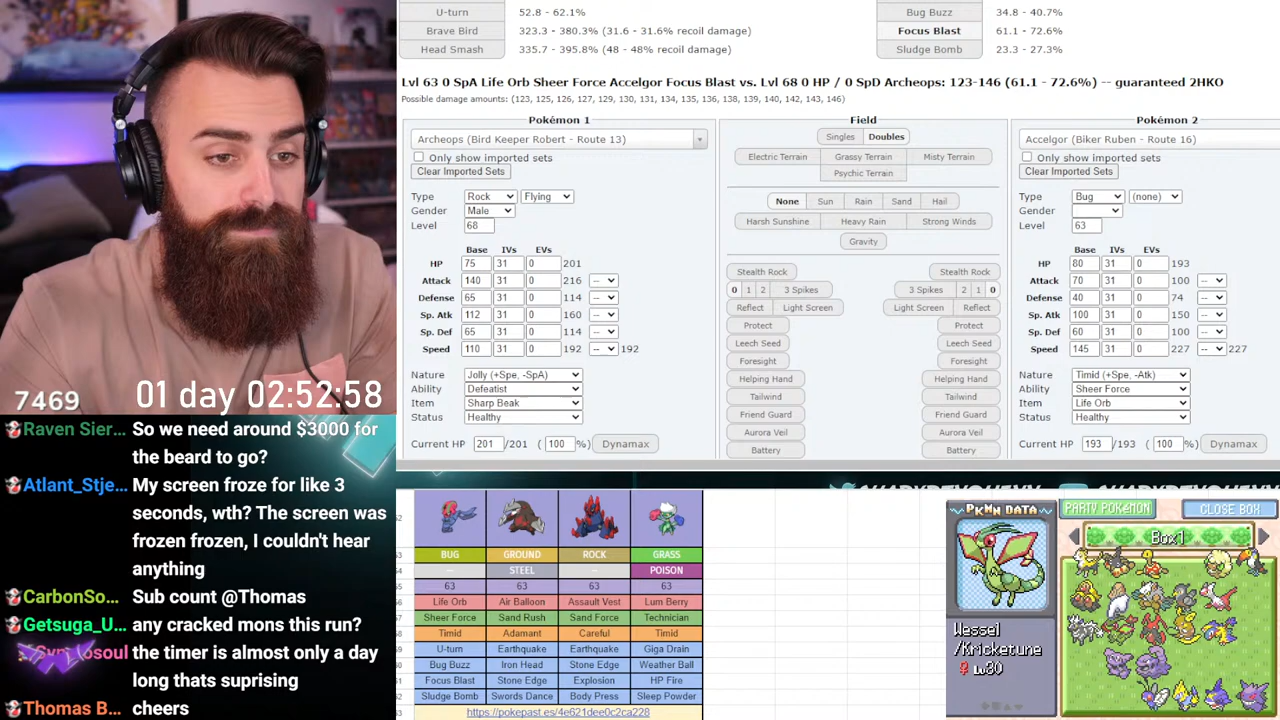 U-turn 52.8 - 62.1%
Brave Bird 323.3 - 380.3% (31.6 - 31.6% recoil damage)
Head Smash 335.7 - 395.8% (48 - 48% recoil damage)
Bug Buzz 34.8 - 40.7%
Focus Blast 61.1 - 72.6%
Sludge Bomb 23.3 - 27.3%
Lvl 63 0 SpA Life Orb Sheer Force Accelgor Focus Blast vs. Lvl 68 0 HP / 0 SpD Archeops: 123-146 (61.1 - 72.6%) -- guaranteed 2HKO
Possible damage amounts: (123, 125, 126, 127, 129, 130, 131, 134, 135, 136, 138, 139, 140, 142, 143, 146)
Pokémon 1
Archeops (Bird Keeper Robert - Route 13)
Only show imported sets
Clear Imported Sets
Type Rock Flying
Gender Male
Level 68
Base IVs EVs
HP 75 31 0 201
Attack 140 31 0 216 --
Defense 65 31 0 114 --
Sp. Atk 112 31 0 160 --
Sp. Def 65 31 0 114 --
Speed 110 31 0 192 -- 192
Nature Jolly (+Spe, -SpA)
Ability Defeatist
Item Sharp Beak
Status Healthy
Current HP 201 /201 ( 100 %) Dynamax
Field
Singles Doubles
Electric Terrain Grassy Terrain Misty Terrain
Psychic Terrain
None Sun Rain Sand Hail
Harsh Sunshine Heavy Rain Strong Winds
Gravity
Stealth Rock Stealth Rock
0 1 2 3 Spikes 3 Spikes 2 1 0
Reflect Light Screen Light Screen Reflect
Protect Protect
Leech Seed Leech Seed
Foresight Foresight
Helping Hand Helping Hand
Tailwind Tailwind
Friend Guard Friend Guard
Aurora Veil Aurora Veil
Battery Battery
Pokémon 2
Accelgor (Biker Ruben - Route 16)
Only show imported sets
Clear Imported Sets
Type Bug (none)
Gender
Level 63
Base IVs EVs
HP 80 31 0 193
Attack 70 31 0 100 --
Defense 40 31 0 74 --
Sp. Atk 100 31 0 150 --
Sp. Def 60 31 0 100 --
Speed 145 31 0 227 -- 227
Nature Timid (+Spe, -Atk)
Ability Sheer Force
Item Life Orb
Status Healthy
Current HP 193 /193 ( 100 %) Dynamax
7469 01 day 02:52:58
Raven Sier... So we need around $3000 for
the beard to go?
Atlant_Stje... My screen froze for like 3
seconds, wth? The screen was
frozen frozen, I couldn't hear
anything
CarbonSo... Sub count @Thomas
Getsuga_U... any cracked mons this run?
the timer is almost only a day
long thats suprising
Thomas B... cheers
BUG GROUND ROCK GRASS
-- STEEL -- POISON
63 63 63 63
Life Orb Air Balloon Assault Vest Lum Berry
Sheer Force Sand Rush Sand Force Technician
Timid Adamant Careful Timid
U-turn Earthquake Earthquake Giga Drain
Bug Buzz Iron Head Stone Edge Weather Ball
Focus Blast Stone Edge Explosion HP Fire
Sludge Bomb Swords Dance Body Press Sleep Powder
https://pokepast.es/4e621dee0c2ca228
PKMN DATA
PARTY POKéMON
CLOSE BOX
Box1
Wessel
/Kricketune
Lv30